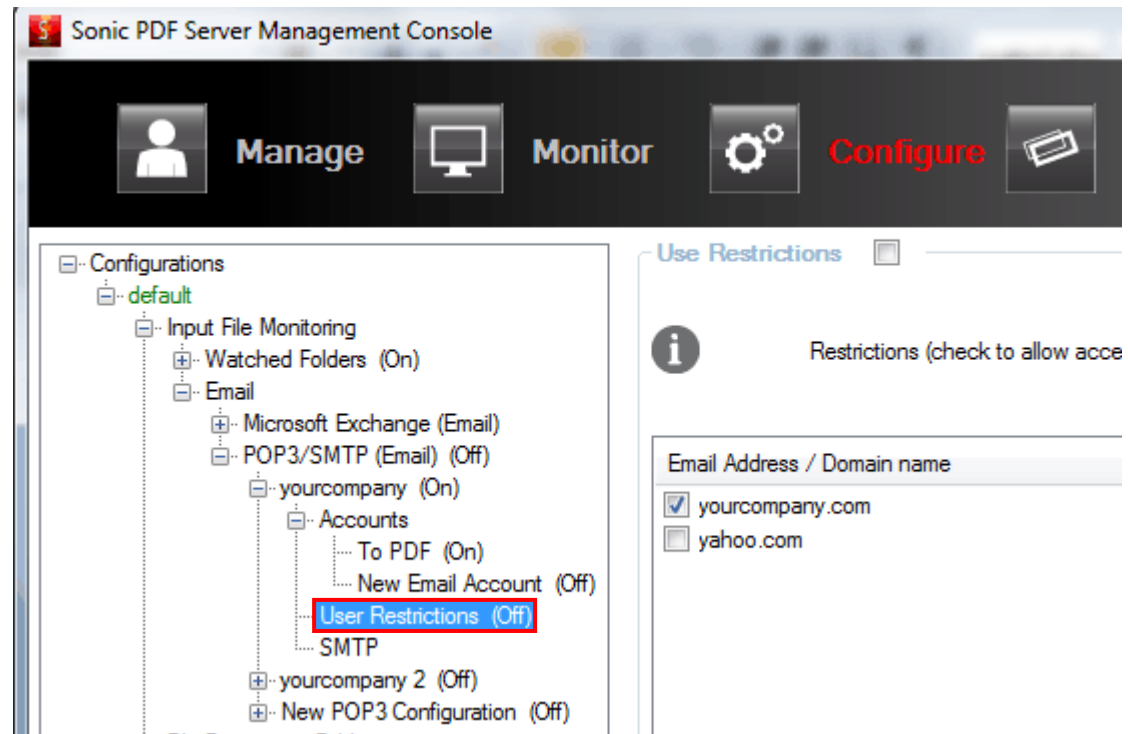 Sonic PDF Server Management Console
Manage Monitor Configure
Configurations
default
Input File Monitoring
Watched Folders (On)
Email
Microsoft Exchange (Email)
POP3/SMTP (Email) (Off)
yourcompany (On)
Accounts
To PDF (On)
New Email Account (Off)
User Restrictions (Off)
SMTP
yourcompany 2 (Off)
New POP3 Configuration (Off)
Use Restrictions
Restrictions (check to allow acce
Email Address / Domain name
yourcompany.com
yahoo.com